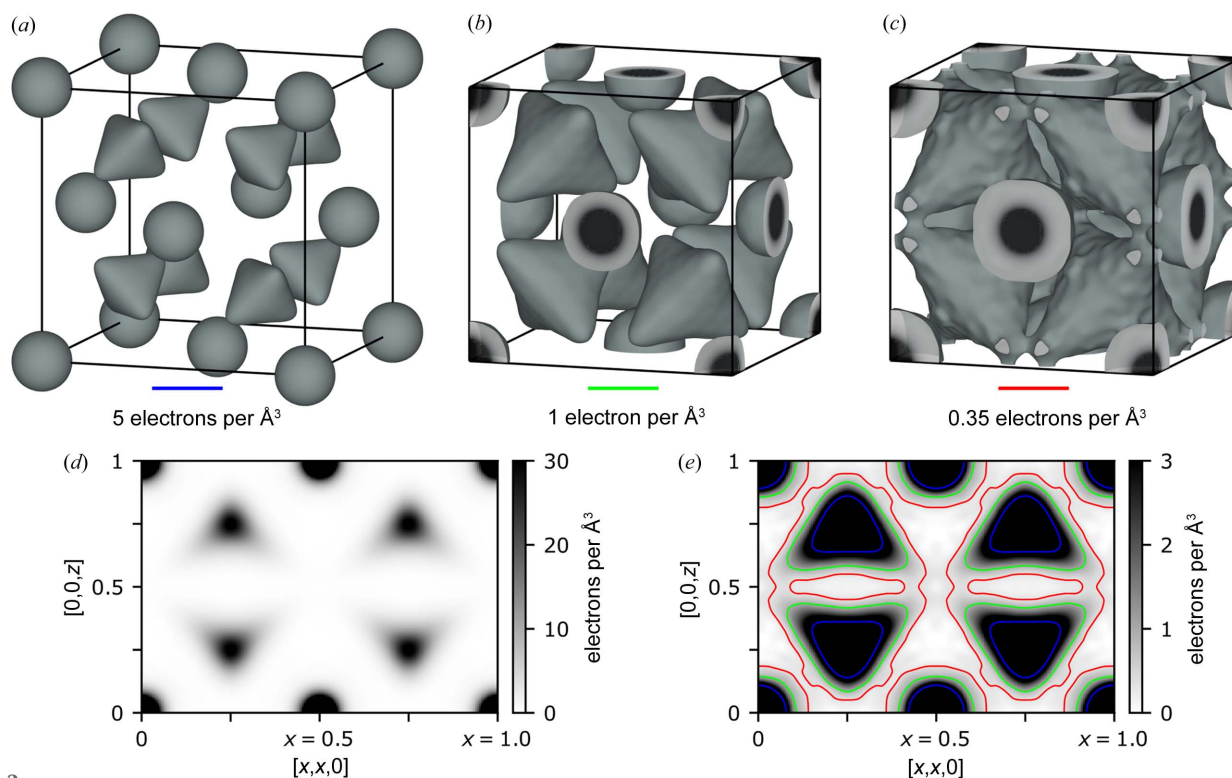 (a)
(b)
(c)
5 electrons per Å³
1 electron per Å³
0.35 electrons per Å³
(d)
(e)
1
0.5
0
[0,0,z]
0
x = 0.5
x = 1.0
[x,x,0]
30
20
10
0
electrons per Å³
1
0.5
0
[0,0,z]
0
x = 0.5
x = 1.0
[x,x,0]
3
2
1
0
electrons per Å³